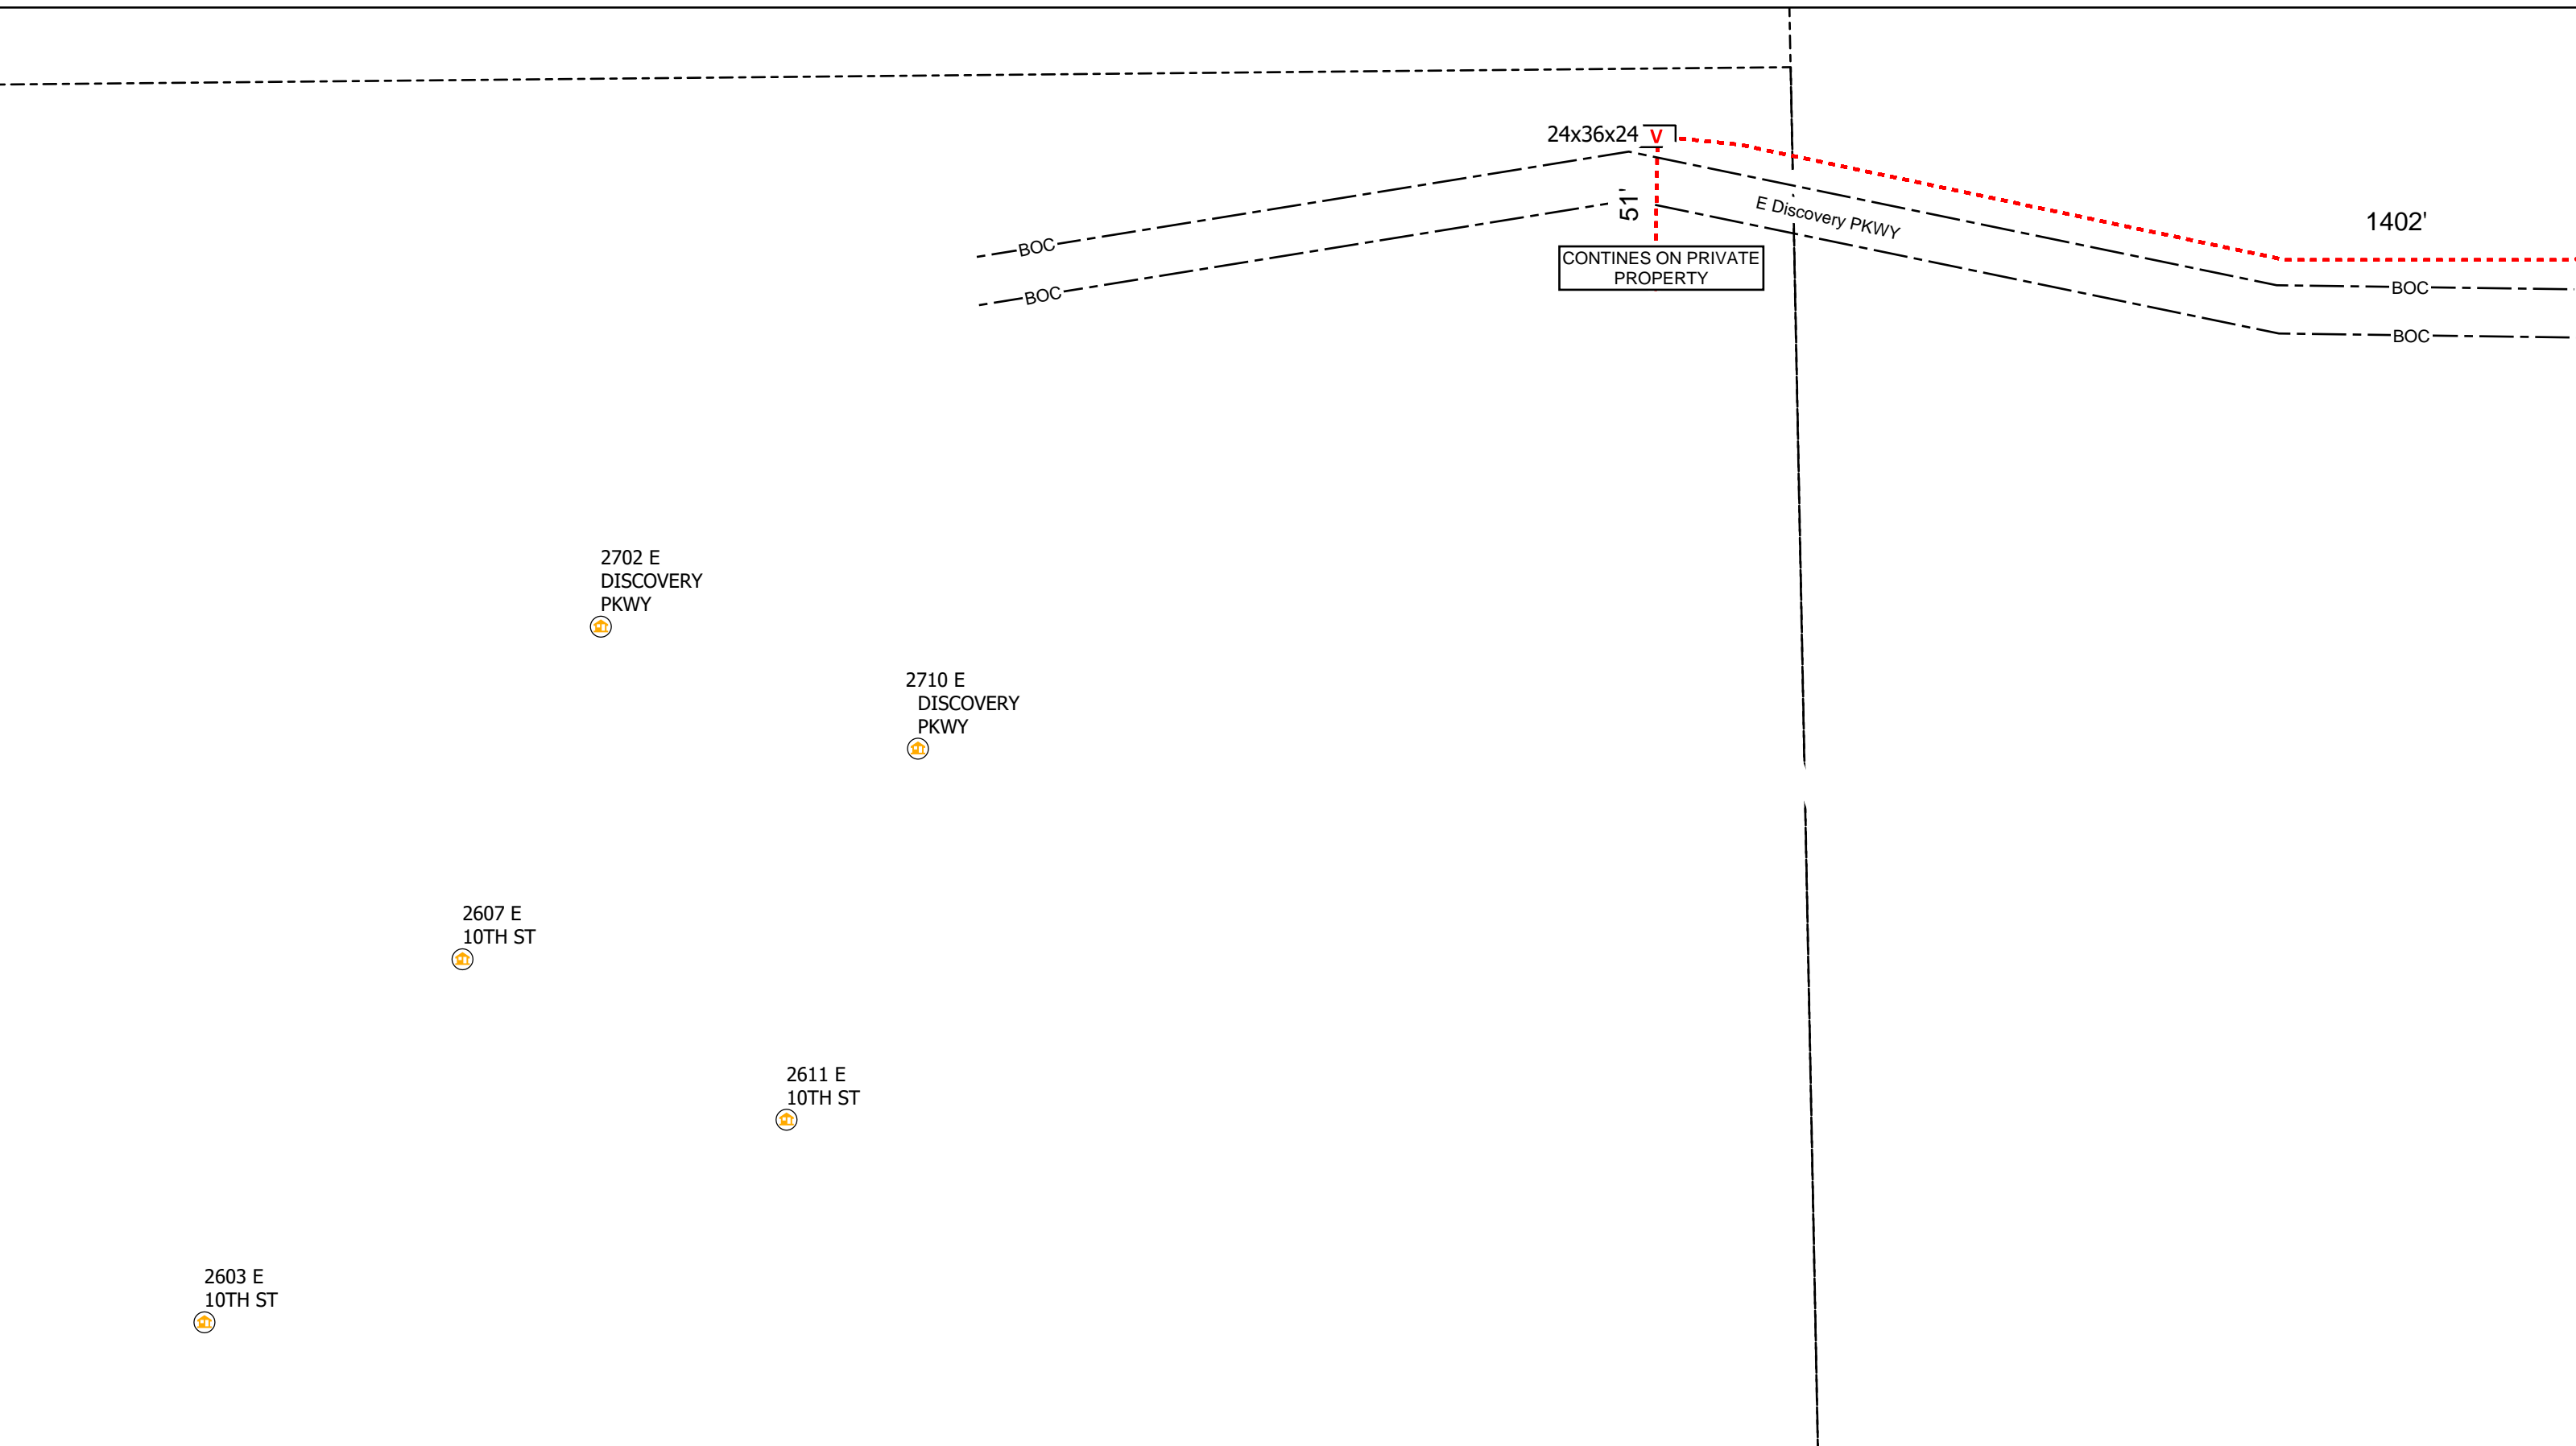 24x36x24
V
51'
E Discovery PKWY
1402'
BOC
BOC
CONTINES ON PRIVATE
PROPERTY
BOC
BOC
2702 E
DISCOVERY
PKWY
2710 E
DISCOVERY
PKWY
2607 E
10TH ST
2611 E
10TH ST
2603 E
10TH ST